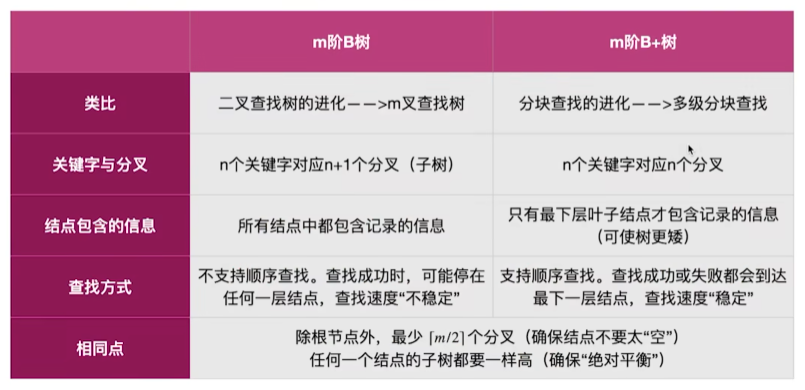 m阶B树
m阶B+树
类比
二叉查找树的进化——>m叉查找树
分块查找的进化——>多级分块查找
关键字与分叉
n个关键字对应n+1个分叉（子树）
n个关键字对应n个分叉
结点包含的信息
所有结点中都包含记录的信息
只有最下层叶子结点才包含记录的信息
（可使树更矮）
查找方式
不支持顺序查找。查找成功时，可能停在
任何一层结点，查找速度“不稳定”
支持顺序查找。查找成功或失败都会到达
最下一层结点，查找速度“稳定”
相同点
除根节点外，最少⌈m/2⌉个分叉（确保结点不要太“空”）
任何一个结点的子树都要一样高（确保“绝对平衡”）